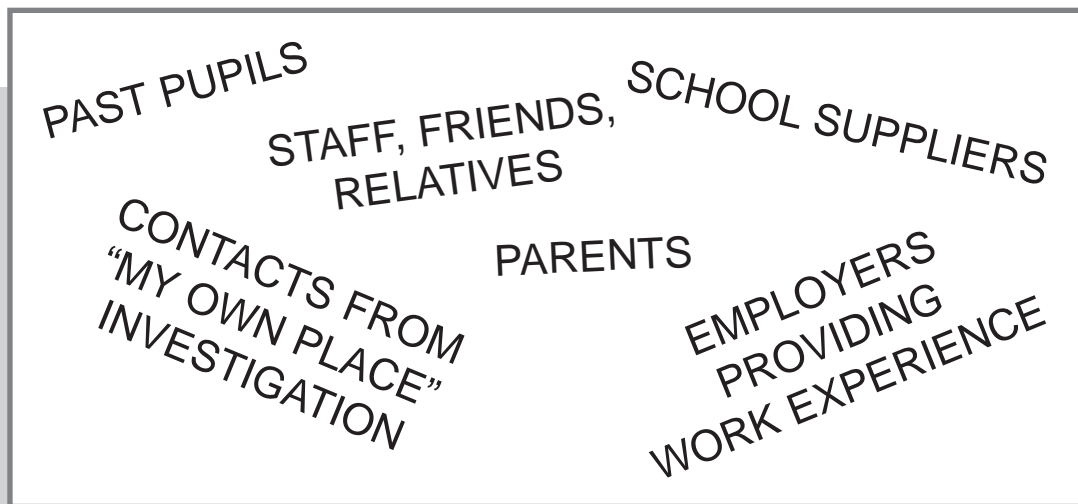 PAST PUPILS
SCHOOL SUPPLIERS
STAFF, FRIENDS,
RELATIVES
PARENTS
CONTACTS FROM
“MY OWN PLACE”
INVESTIGATION
EMPLOYERS
PROVIDING
WORK EXPERIENCE